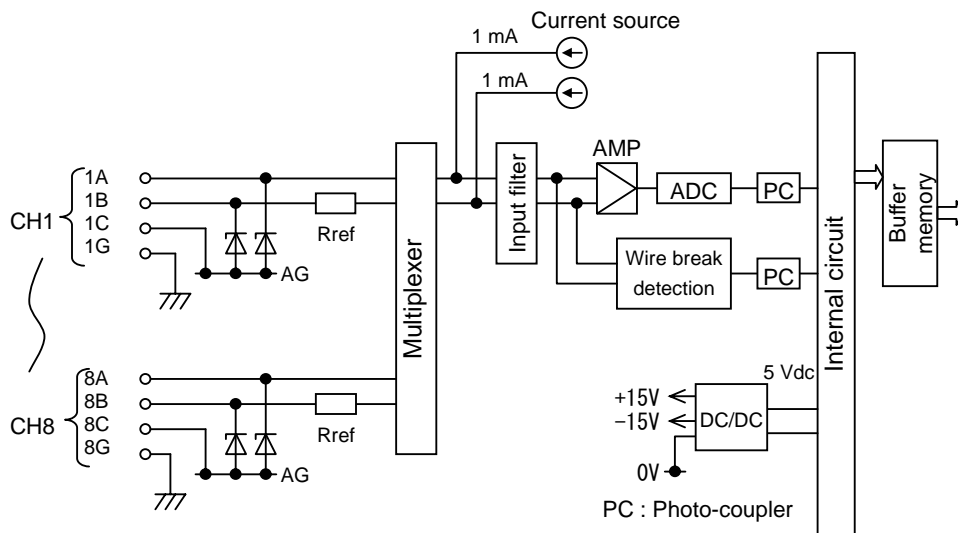 Current source
1 mA
1 mA
CH1
1A
1B
1C
1G
Rref
AG
Multiplexer
Input filter
AMP
ADC
PC
Wire break
detection
PC
Internal circuit
Buffer
memory
CH8
8A
8B
8C
8G
Rref
AG
5 Vdc
+15V
−15V
0V
DC/DC
PC : Photo-coupler